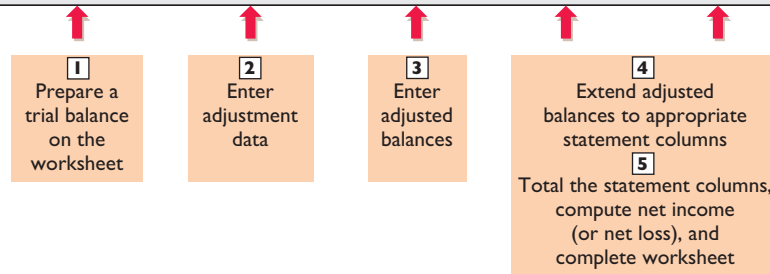 1
Prepare a
trial balance
on the
worksheet
2
Enter
adjustment
data
3
Enter
adjusted
balances
4
Extend adjusted
balances to appropriate
statement columns
5
Total the statement columns,
compute net income
(or net loss), and
complete worksheet